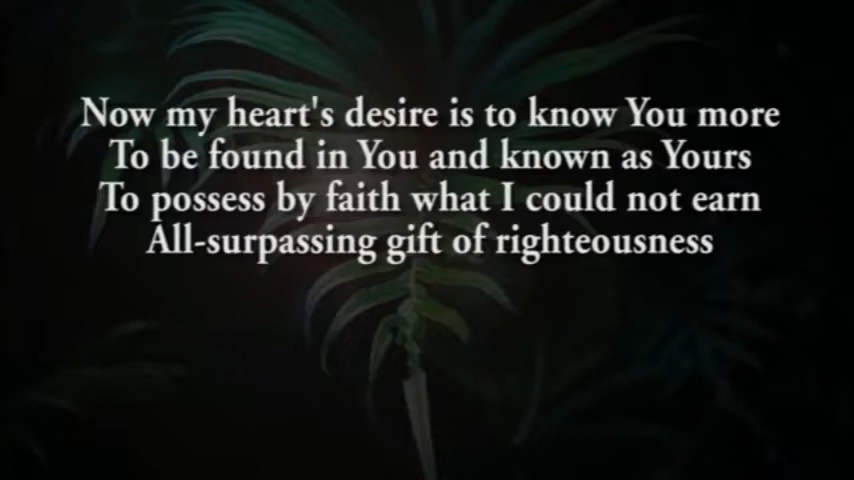 Now my heart's desire is to know You more
To be found in You and known as Yours
To possess by faith what I could not earn
All-surpassing gift of righteousness